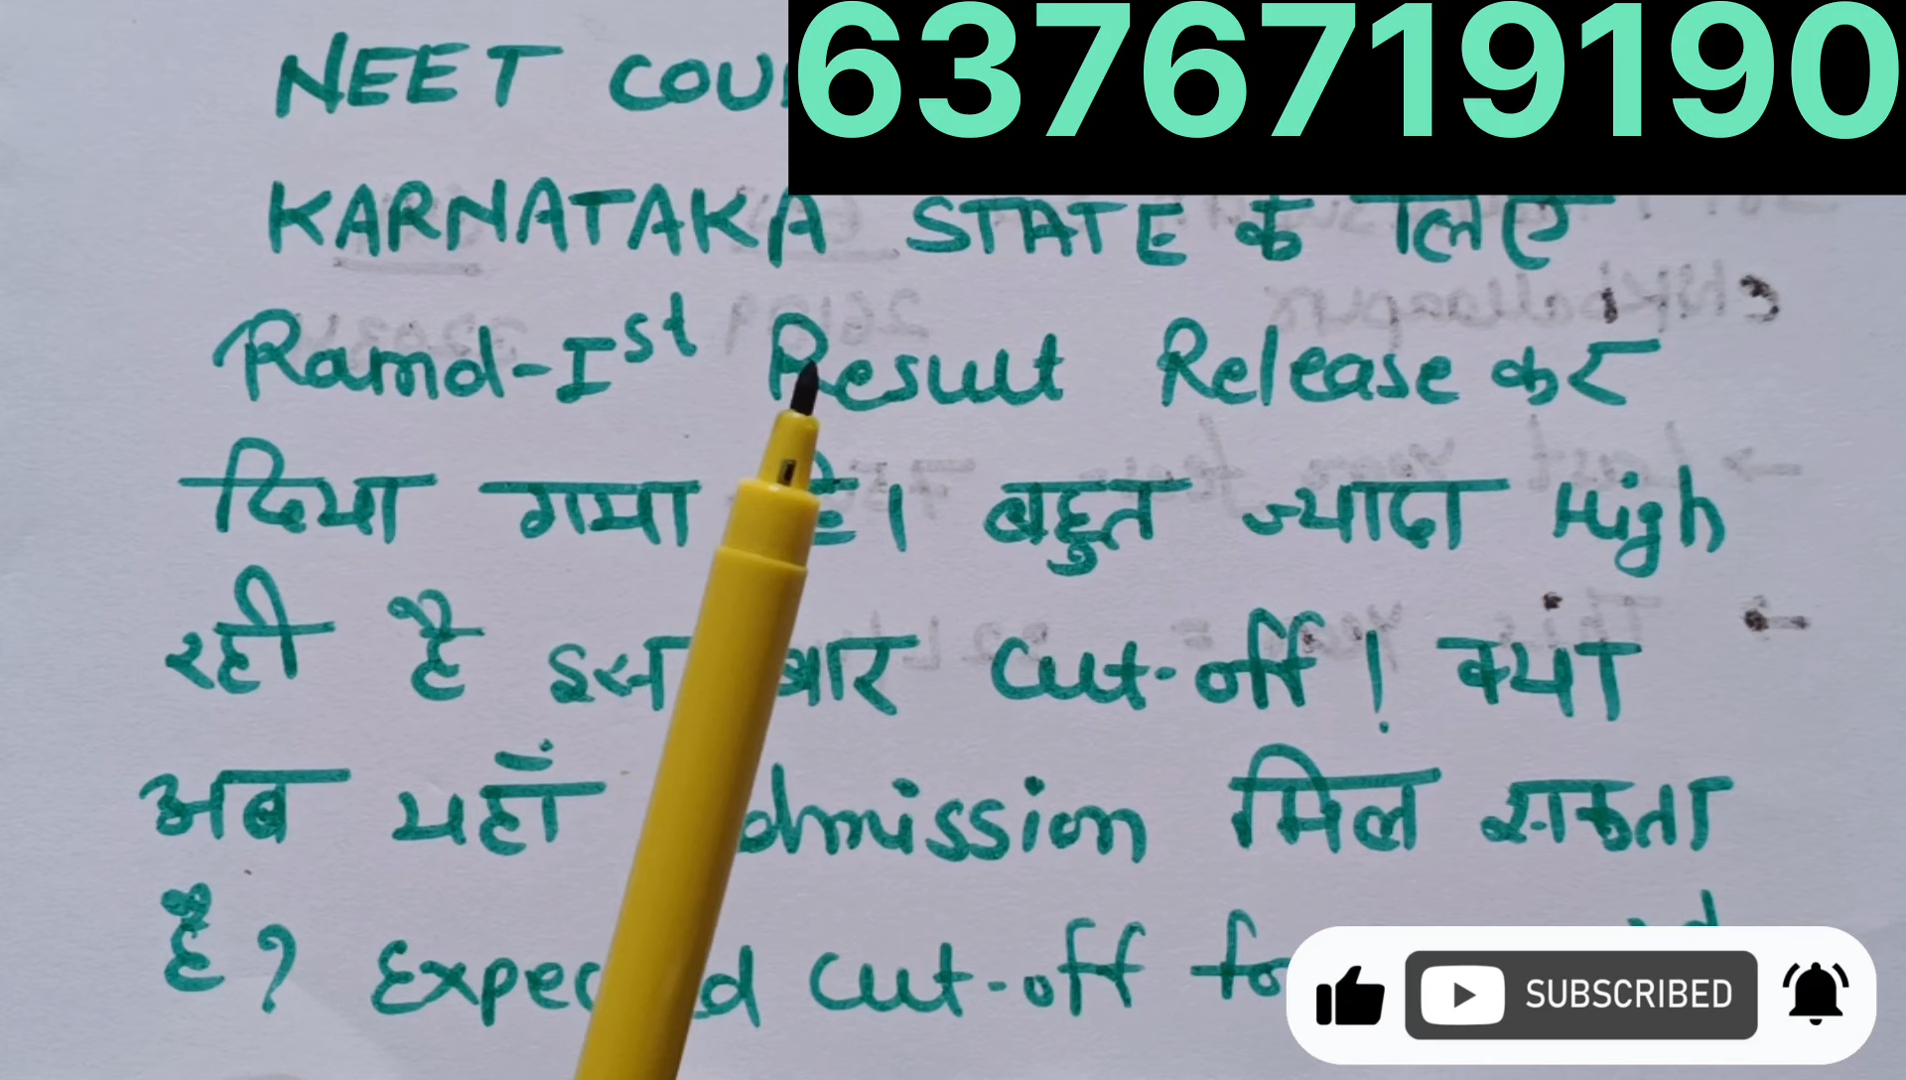 6376719190
NEET COU
KARNATAKA STATE के लिए
Ramd-Ist Result Release कर
दिया गया है। बहुत ज्यादा High
रही है इस बार cut-off! क्या
अब यहाँ dmission मिल सकता
है? Expec d cut-off fo
SUBSCRIBED